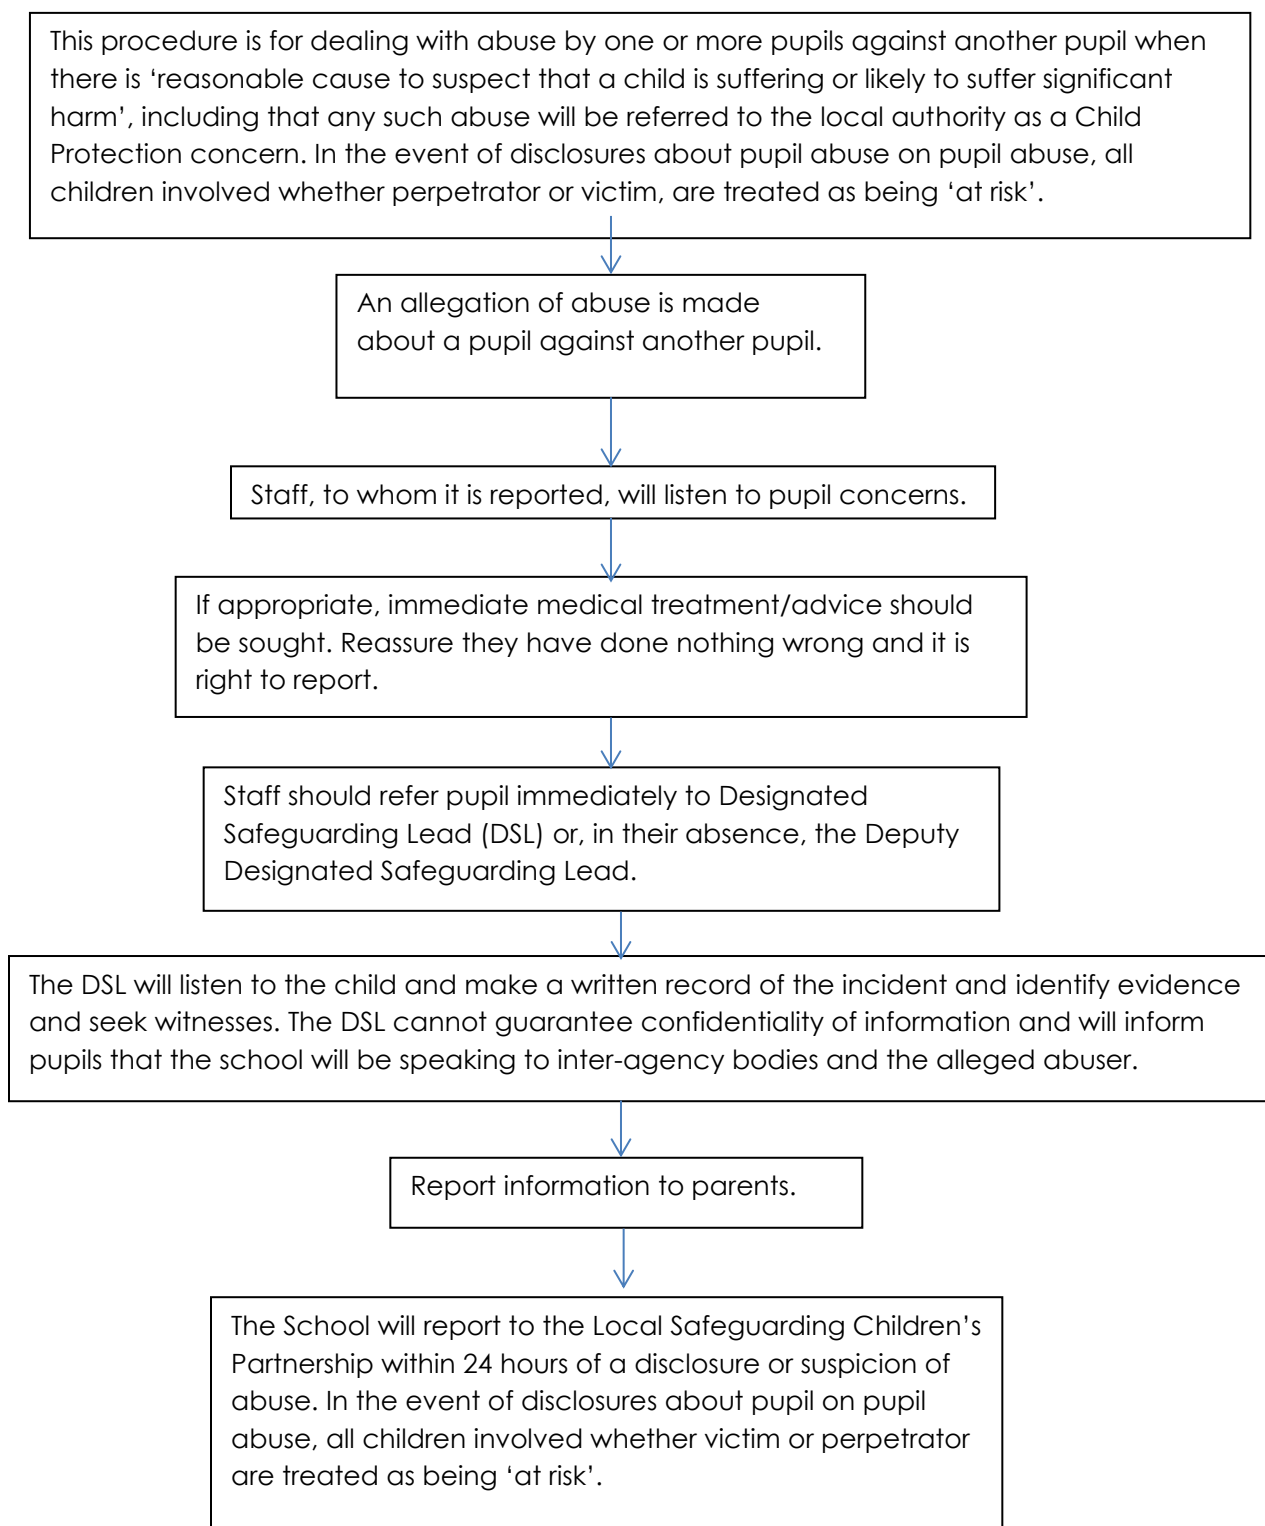 This procedure is for dealing with abuse by one or more pupils against another pupil when
there is ‘reasonable cause to suspect that a child is suffering or likely to suffer significant
harm’, including that any such abuse will be referred to the local authority as a Child
Protection concern. In the event of disclosures about pupil abuse on pupil abuse, all
children involved whether perpetrator or victim, are treated as being ‘at risk’.
An allegation of abuse is made
about a pupil against another pupil.
Staff, to whom it is reported, will listen to pupil concerns.
If appropriate, immediate medical treatment/advice should
be sought. Reassure they have done nothing wrong and it is
right to report.
Staff should refer pupil immediately to Designated
Safeguarding Lead (DSL) or, in their absence, the Deputy
Designated Safeguarding Lead.
The DSL will listen to the child and make a written record of the incident and identify evidence
and seek witnesses. The DSL cannot guarantee confidentiality of information and will inform
pupils that the school will be speaking to inter-agency bodies and the alleged abuser.
Report information to parents.
The School will report to the Local Safeguarding Children’s
Partnership within 24 hours of a disclosure or suspicion of
abuse. In the event of disclosures about pupil on pupil
abuse, all children involved whether victim or perpetrator
are treated as being ‘at risk’.